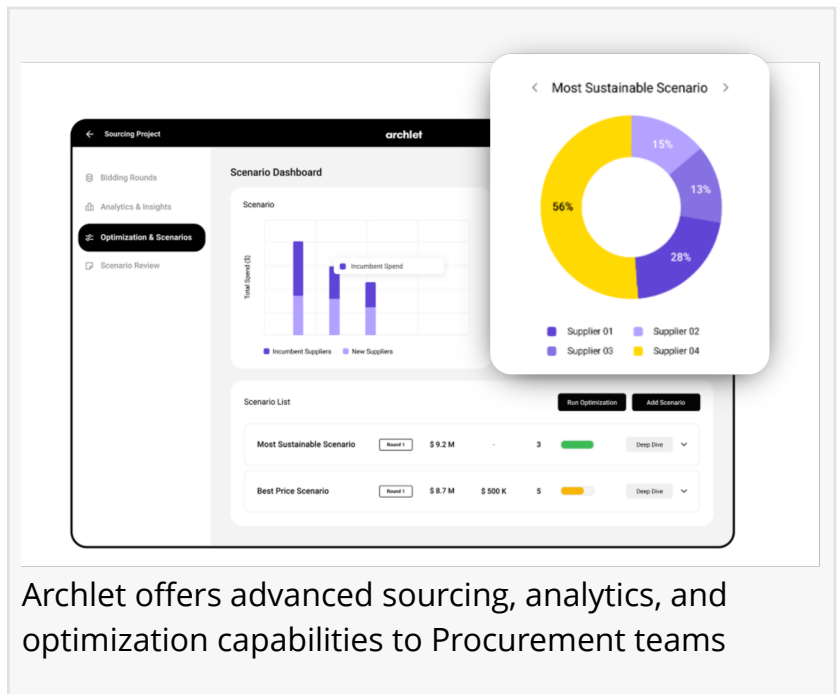 Most Sustainable Scenario
15%
13%
56%
28%
Supplier 01
Supplier 02
Supplier 03
Supplier 04
Sourcing Project
archlet
Bidding Rounds
Analytics & Insights
Optimization & Scenarios
Scenario Review
Scenario Dashboard
Scenario
Total Spend ($)
Incumbent Spend
Incumbent Suppliers
New Suppliers
Scenario List
Run Optimization
Add Scenario
Most Sustainable Scenario Round 1 $ 9.2 M - 3 Deep Dive
Best Price Scenario Round 1 $ 8.7 M $ 500 K 5 Deep Dive
Archlet offers advanced sourcing, analytics, and
optimization capabilities to Procurement teams